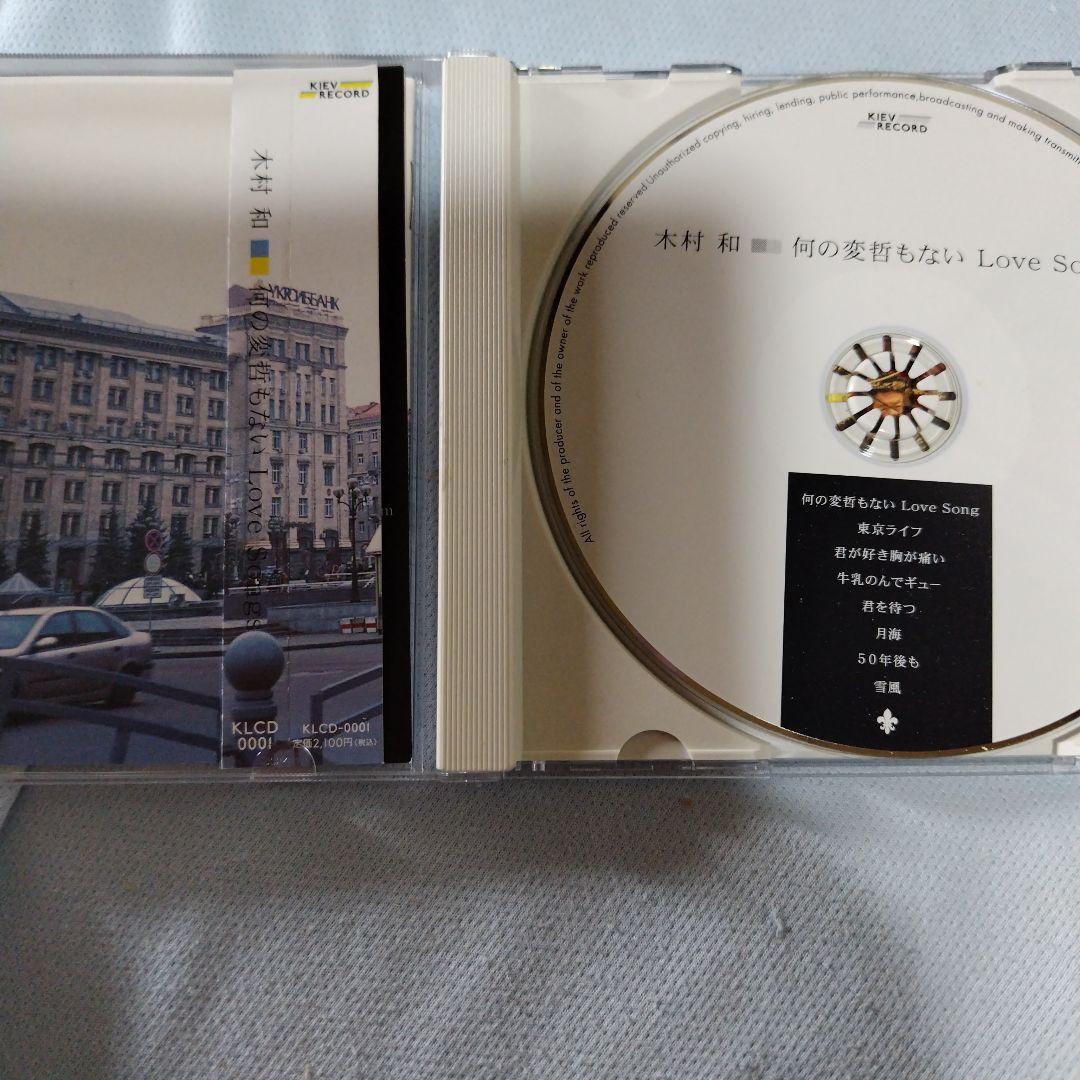 KIEV
RECORD
木村 和
何の変哲もない Love Songs
УКРСИББАНК
KLCD
0001
KLCD-0001
定価2,100円(税込)
All rights of the producer and of the owner of the work reproduced reserved.Unauthorized copying, hiring, lending, public performance,broadcasting and making
KIEV
RECORD
木村 和 何の変哲もない Love So
何の変哲もない Love Song
東京ライフ
君が好き胸が痛い
牛乳のんでギュー
君を待つ
月海
50年後も
雪風